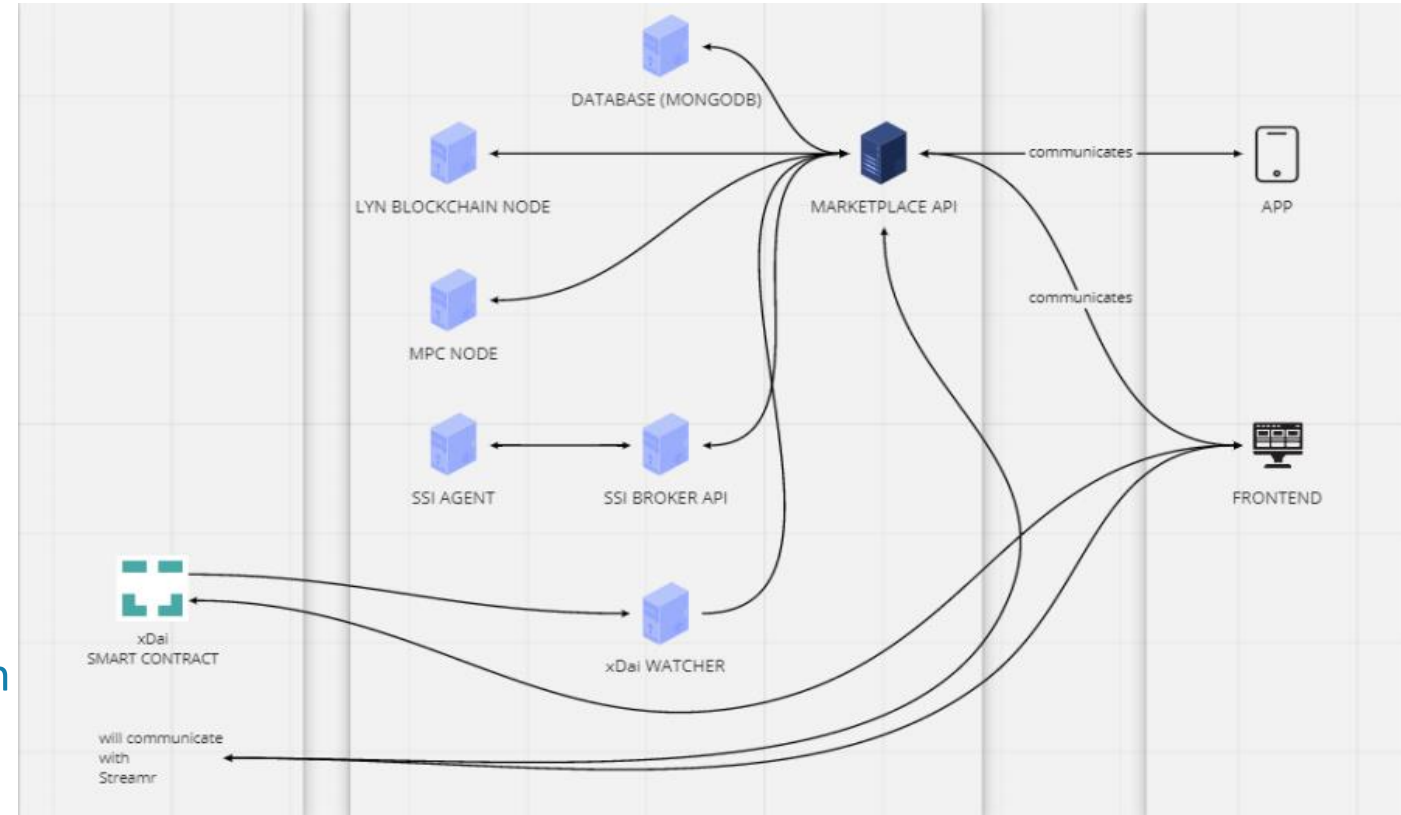 DATABASE (MONGODB)
LYN BLOCKCHAIN NODE
MARKETPLACE API
communicates
APP
communicates
MPC NODE
SSI AGENT
SSI BROKER API
FRONTEND
xDai
SMART CONTRACT
xDai WATCHER
n
will communicate
with
Streamr